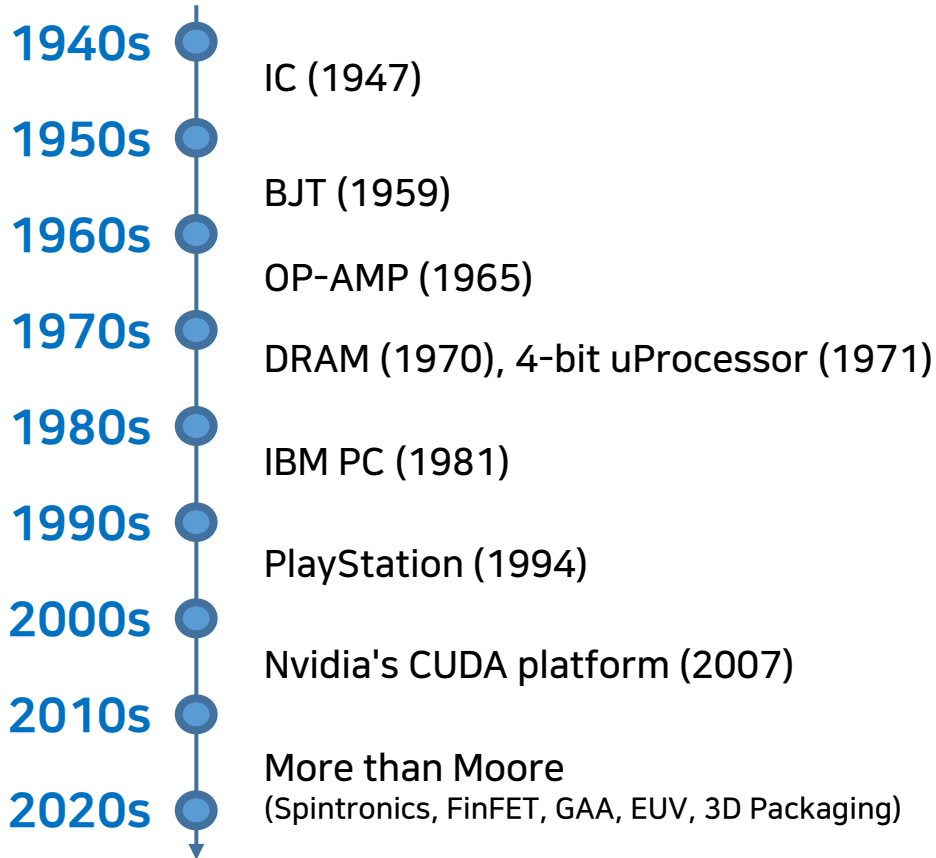 1940s
IC (1947)
1950s
BJT (1959)
1960s
OP-AMP (1965)
1970s
DRAM (1970), 4-bit uProcessor (1971)
1980s
IBM PC (1981)
1990s
PlayStation (1994)
2000s
Nvidia's CUDA platform (2007)
2010s
More than Moore
(Spintronics, FinFET, GAA, EUV, 3D Packaging)
2020s